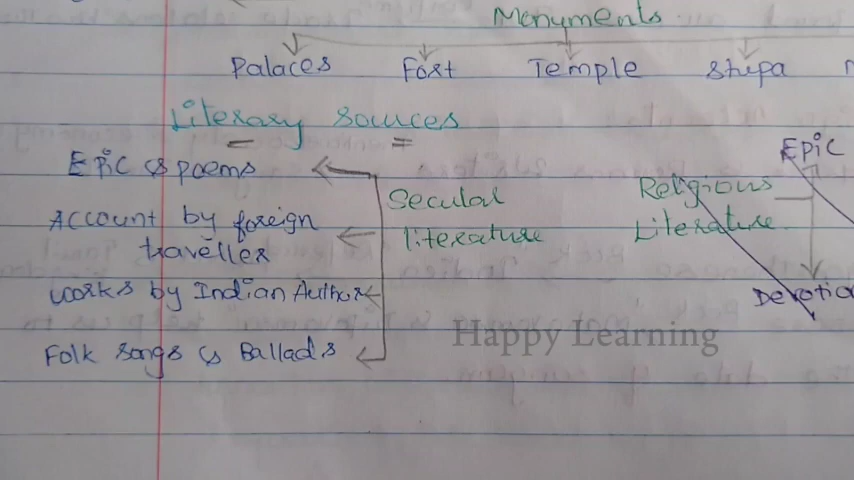 Monuments
Palaces Fort Temple Stupa
Literary sources
Epic & poems
Account by foreign
traveller
works by Indian Author
Folk songs & Ballads
Secular
literature
Religious
Literature
Epic
Devotio
Happy Learning